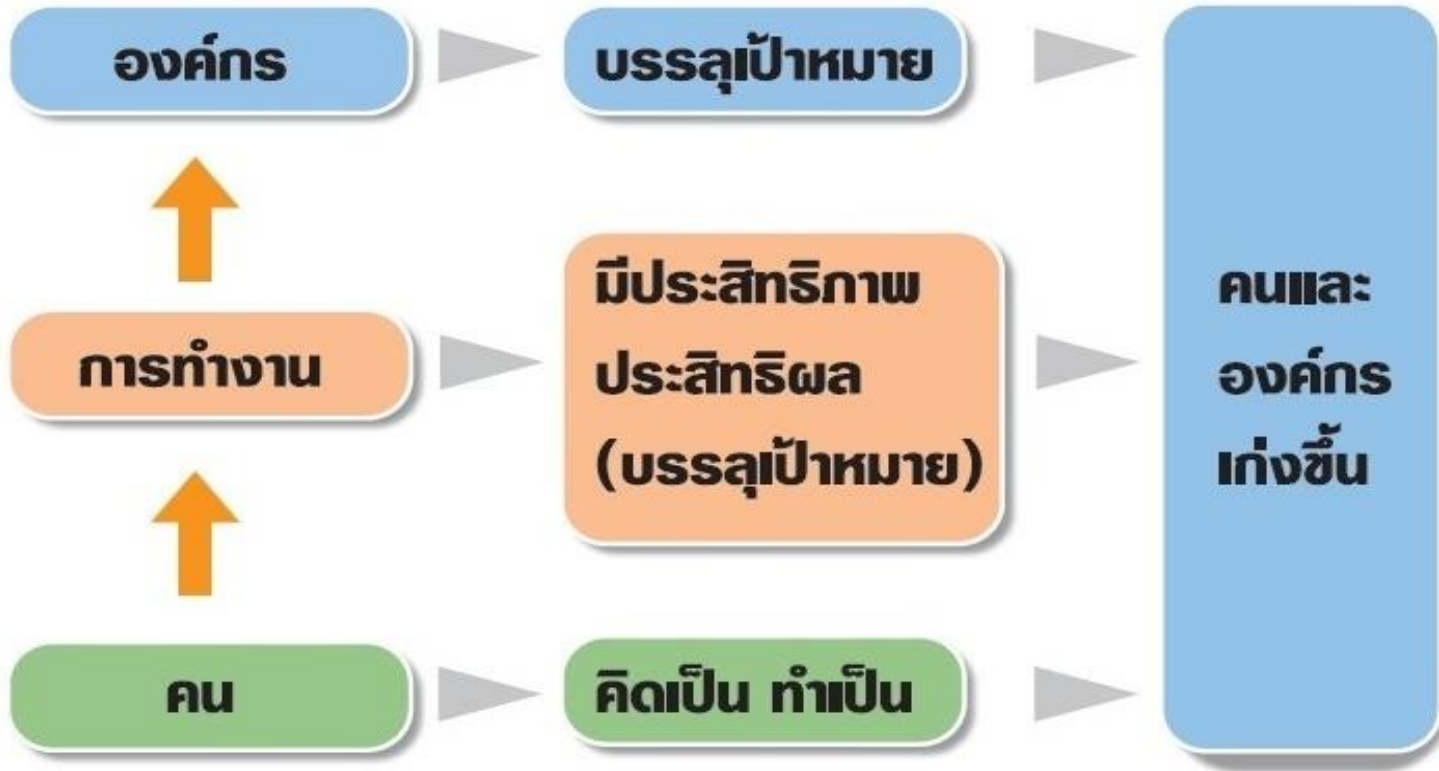 องค์กร
บรรลุเป้าหมาย
การทำงาน
มีประสิทธิภาพ
ประสิทธิผล
(บรรลุเป้าหมาย)
คนและ
องค์กร
เก่งขึ้น
คน
คิดเป็น ทำเป็น